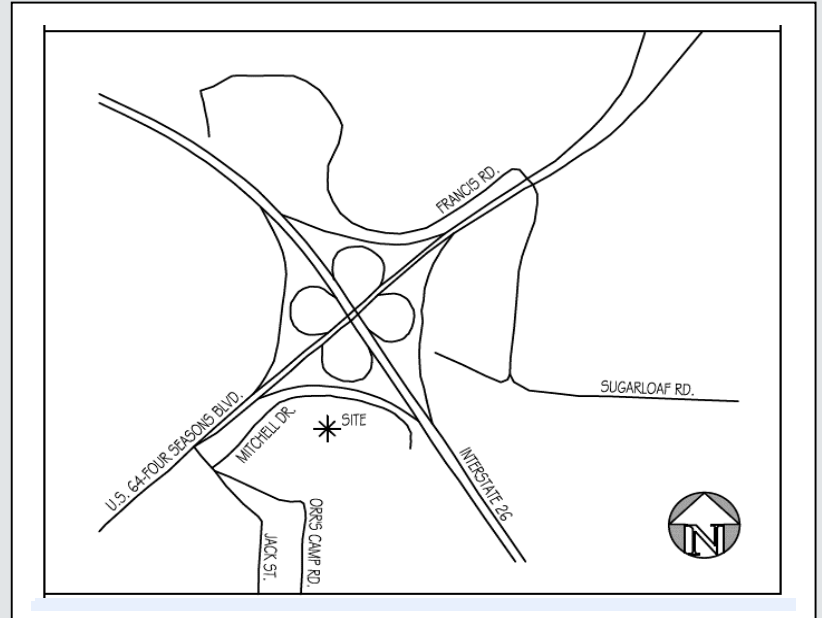 FRANCIS RD.
SUGARLOAF RD.
U.S. 64-FOUR SEASONS BLVD.
MITCHELL DR.
SITE
INTERSTATE 26
ORRS CAMP RD.
JACK ST.
N